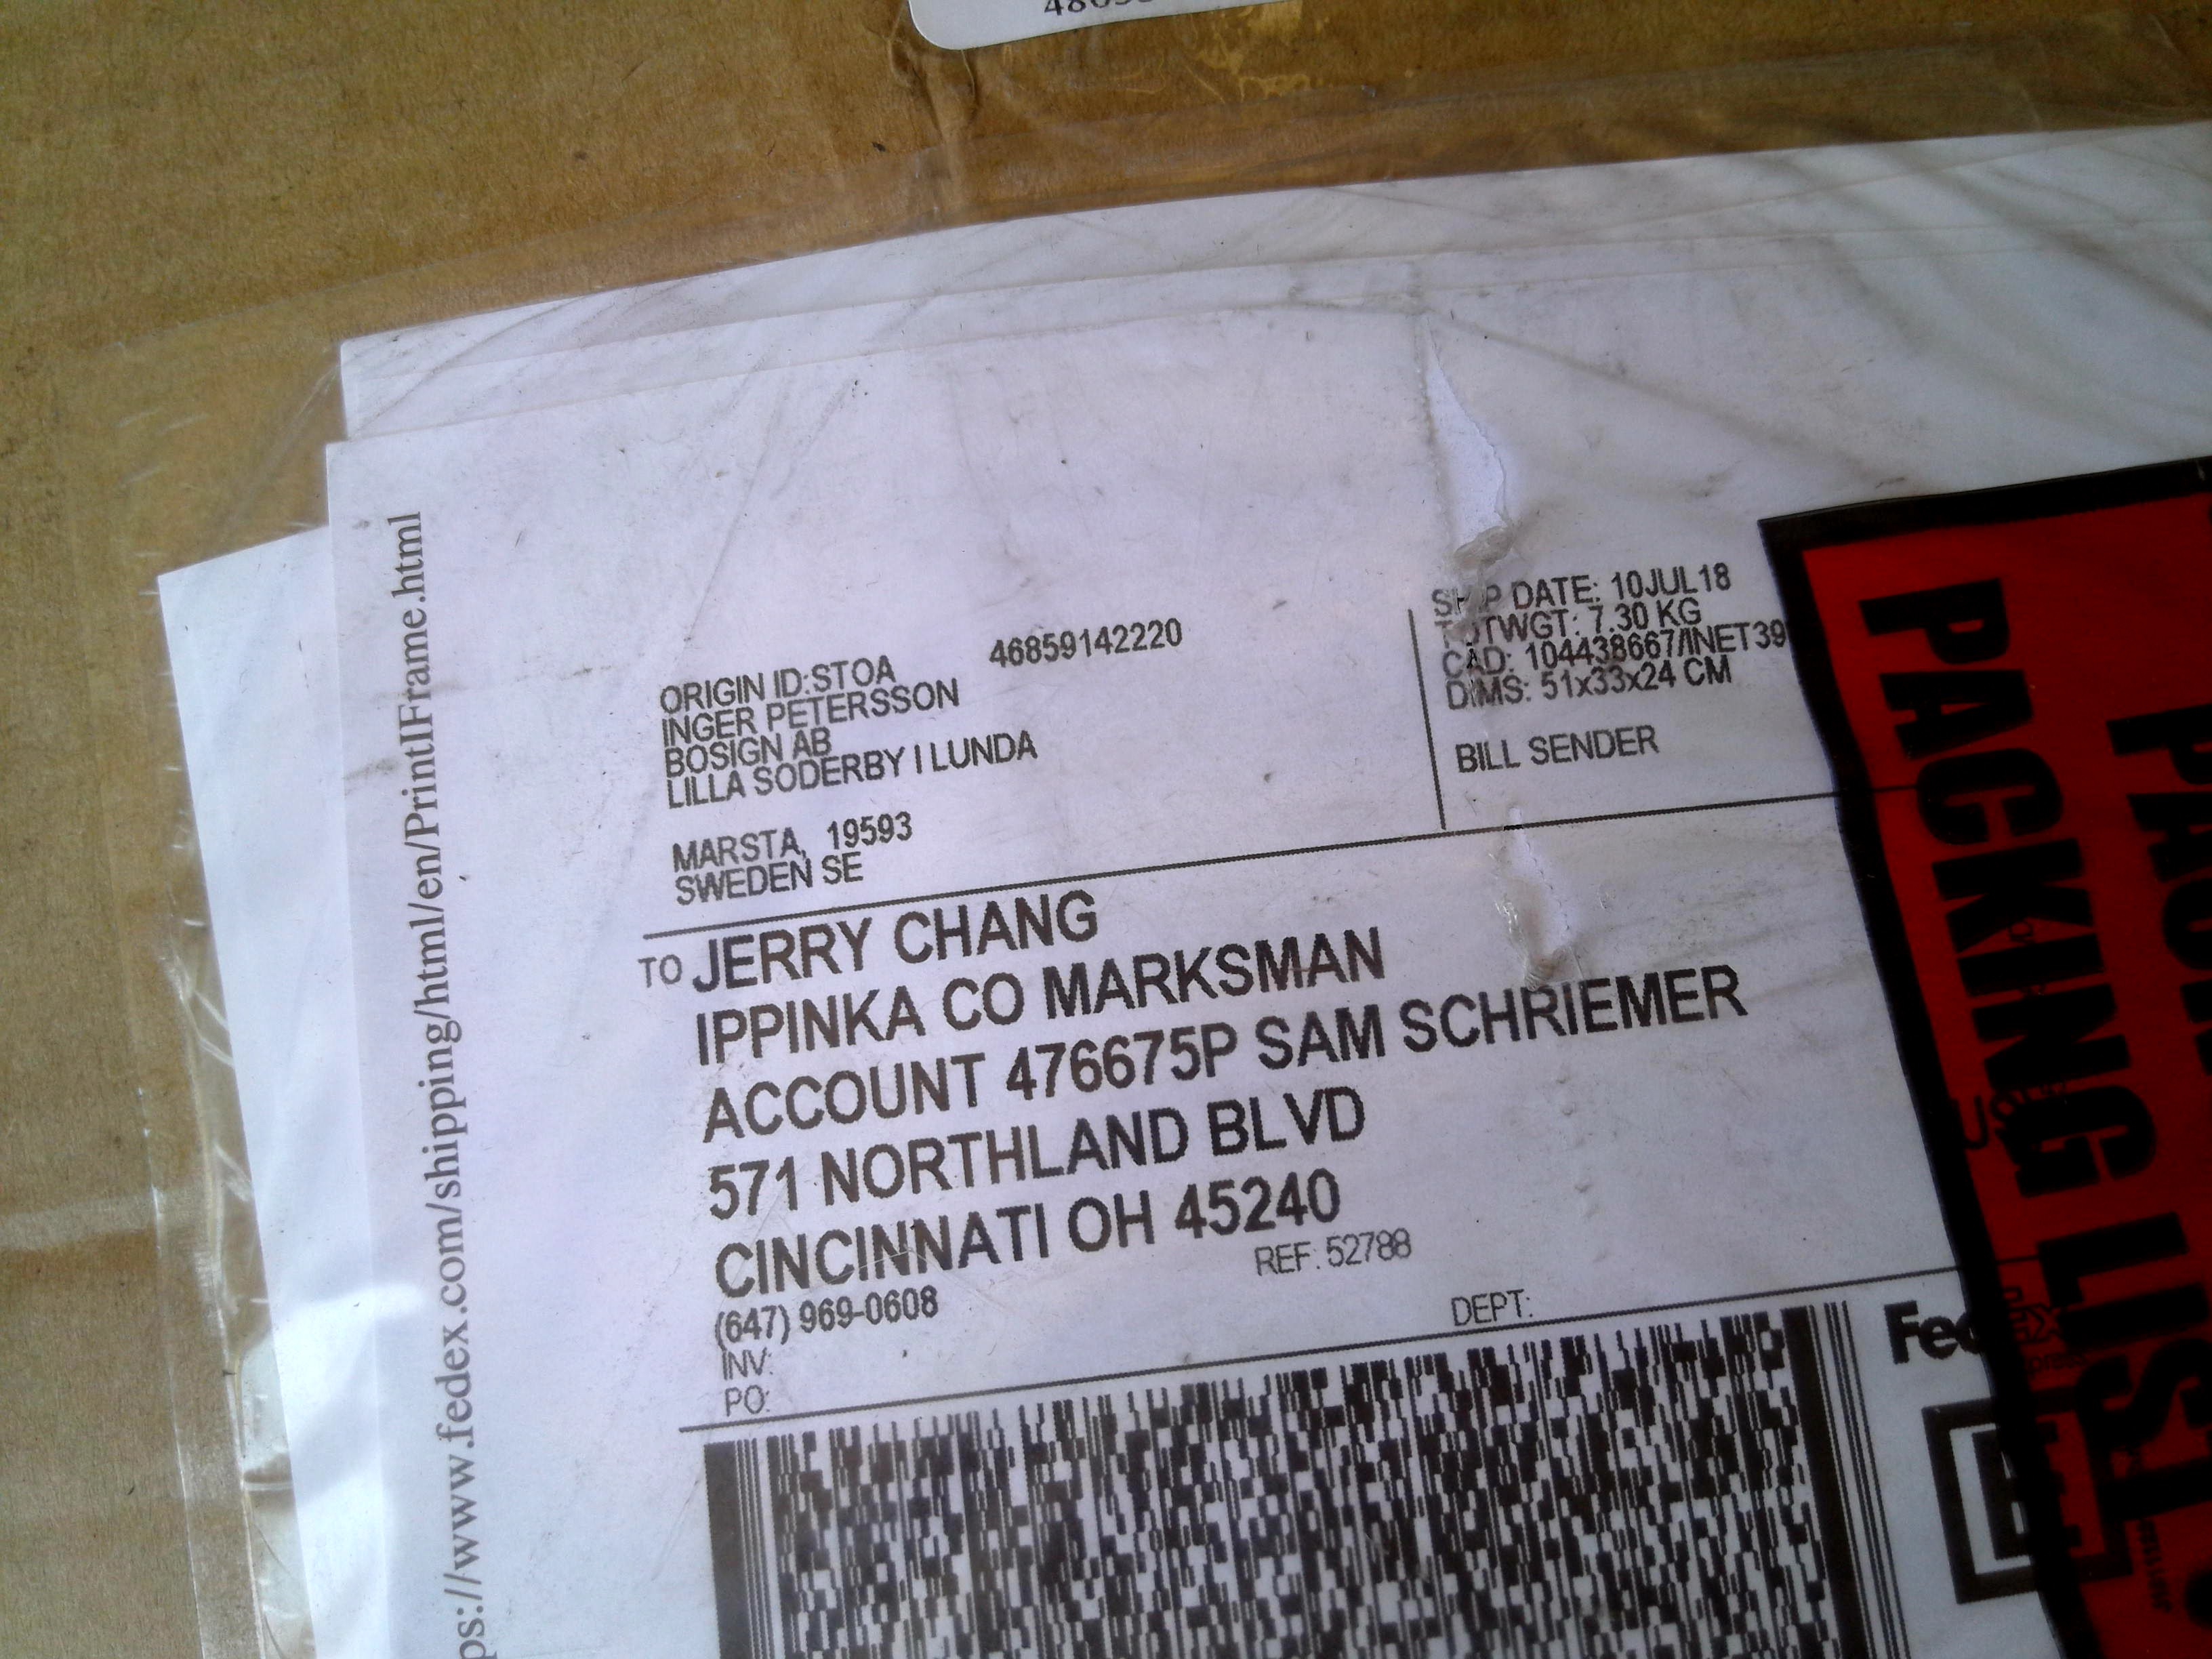 ORIGIN ID:STOA 46859142220
INGER PETERSSON
BOSIGN AB
LILLA SODERBY I LUNDA
MARSTA, 19593
SWEDEN SE
SHIP DATE: 10JUL18
TOTWGT: 7.30 KG
CAD: 104438667/INET39
DIMS: 51x33x24 CM
BILL SENDER
TO JERRY CHANG
IPPINKA CO MARKSMAN
ACCOUNT 476675P SAM SCHRIEMER
571 NORTHLAND BLVD
CINCINNATI OH 45240
(647) 969-0608
REF: 52788
INV:
PO:
DEPT:
ps://www.fedex.com/shipping/html/en/PrintIFrame.html
PACKING LIST